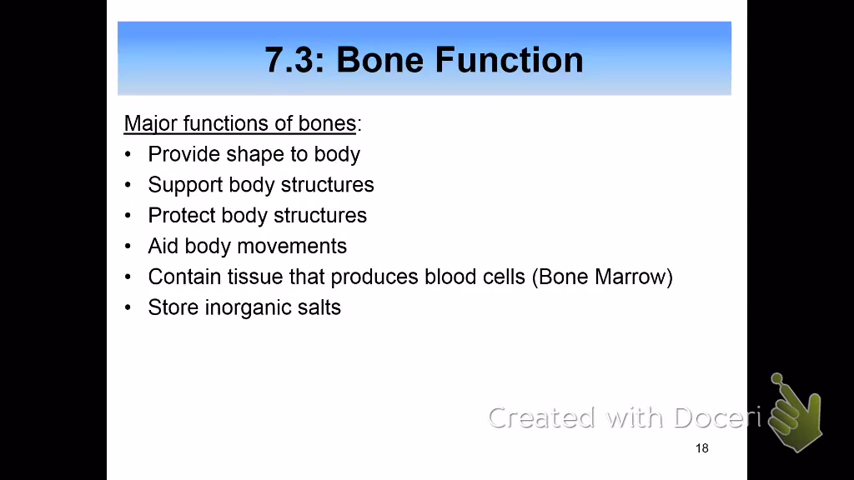 7.3: Bone Function
Major functions of bones:
• Provide shape to body
• Support body structures
• Protect body structures
• Aid body movements
• Contain tissue that produces blood cells (Bone Marrow)
• Store inorganic salts
Created with Doceri
18